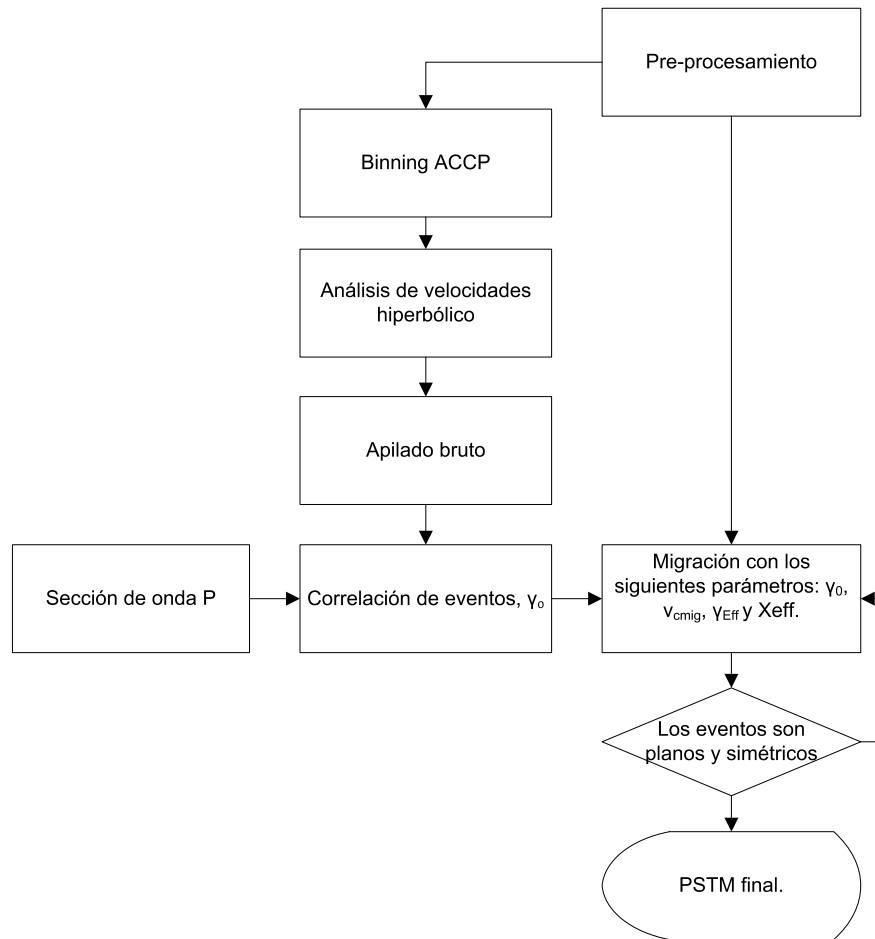 Pre-procesamiento
Binning ACCP
Análisis de velocidades
hiperbólico
Apilado bruto
Sección de onda P
Correlación de eventos, γₒ
Migración con los
siguientes parámetros: γ₀,
v_cmig, γ_Eff y Xeff.
Los eventos son
planos y simétricos
PSTM final.